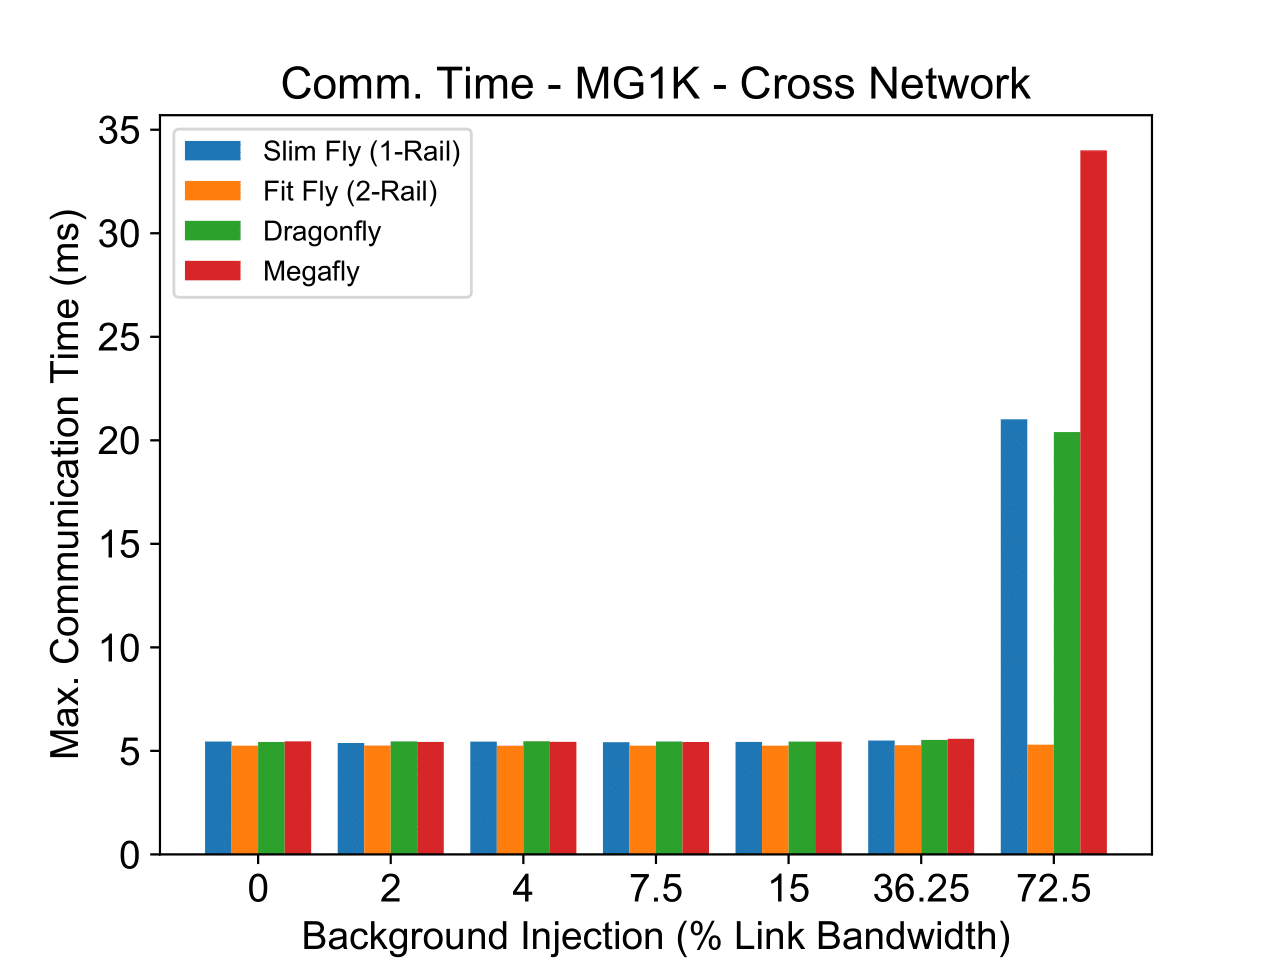 Comm. Time - MG1K - Cross Network
Max. Communication Time (ms)
35
30
25
20
15
10
5
0
Slim Fly (1-Rail)
Fit Fly (2-Rail)
Dragonfly
Megafly
0 2 4 7.5 15 36.25 72.5
Background Injection (% Link Bandwidth)